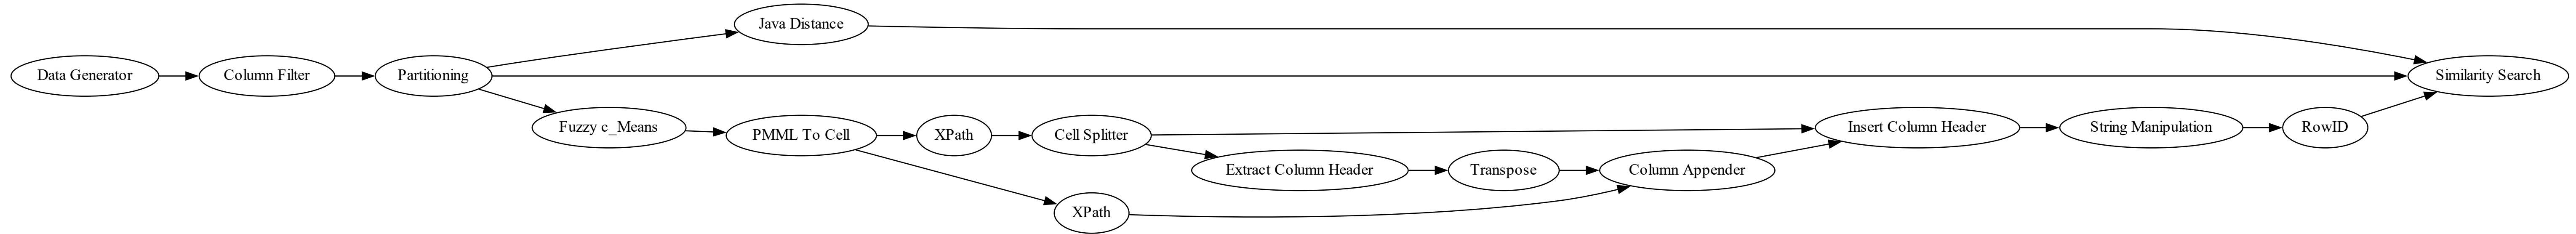 Data Generator
Column Filter
Partitioning
Java Distance
Similarity Search
Fuzzy c_Means
PMML To Cell
XPath
Cell Splitter
Insert Column Header
String Manipulation
RowID
Extract Column Header
Transpose
Column Appender
XPath